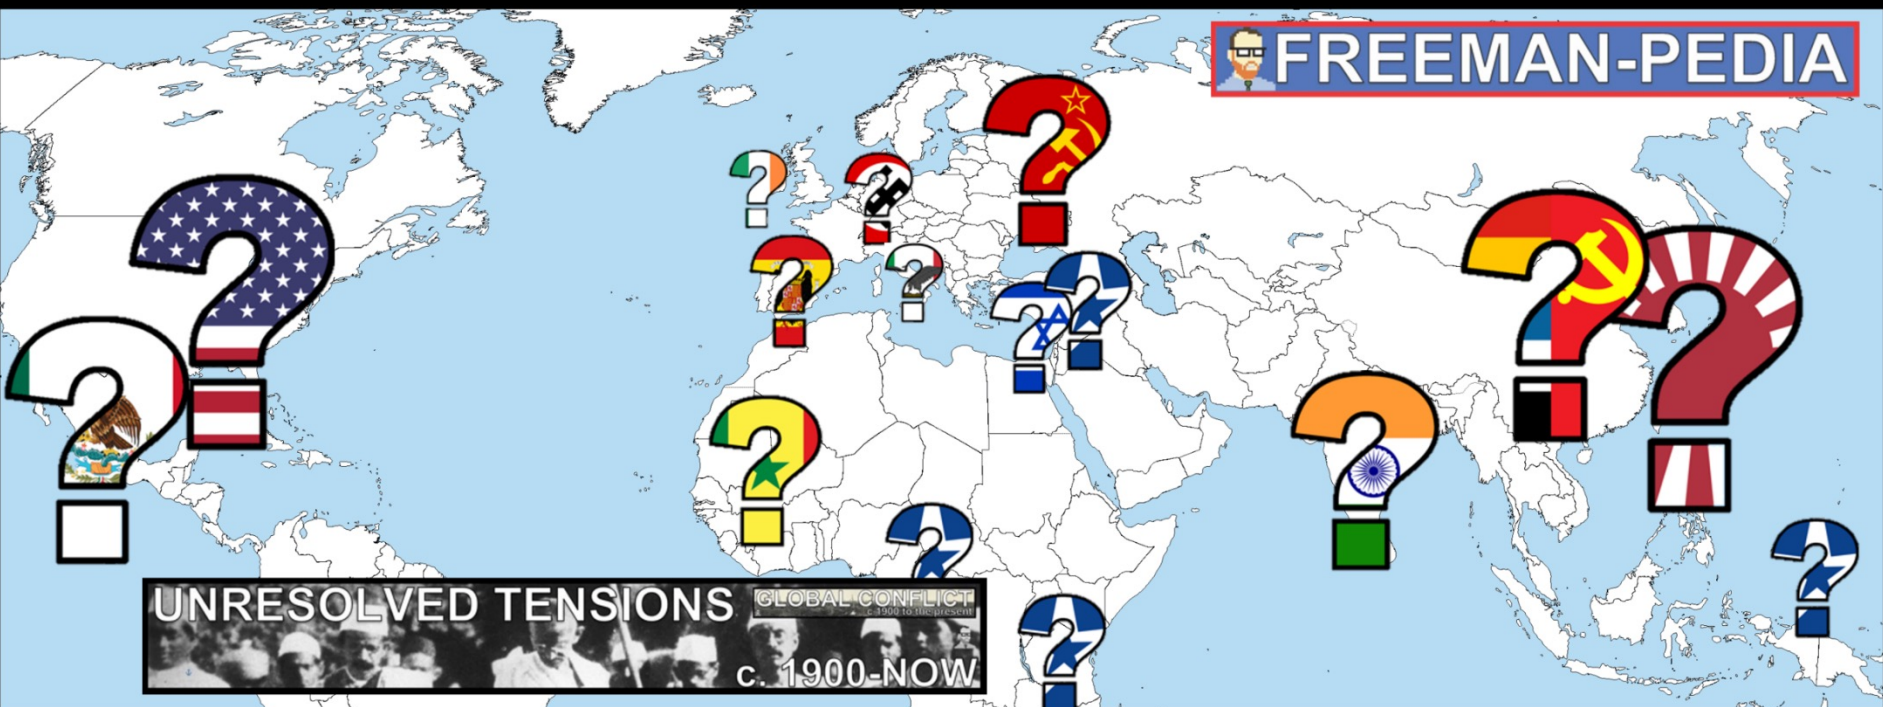 FREEMAN-PEDIA
UNRESOLVED TENSIONS
GLOBAL CONFLICT
c 1900 to the present
c. 1900-NOW